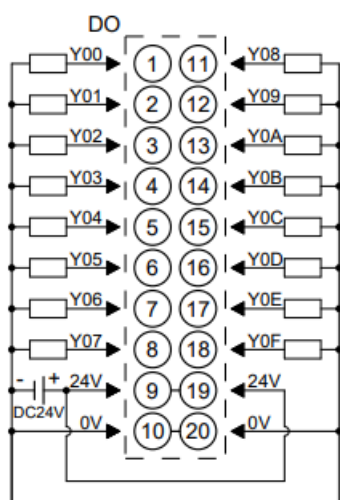 DO
Y00 1 11 Y08
Y01 2 12 Y09
Y02 3 13 Y0A
Y03 4 14 Y0B
Y04 5 15 Y0C
Y05 6 16 Y0D
Y06 7 17 Y0E
Y07 8 18 Y0F
- + 24V 9 19 24V
DC24V
0V 10 20 0V